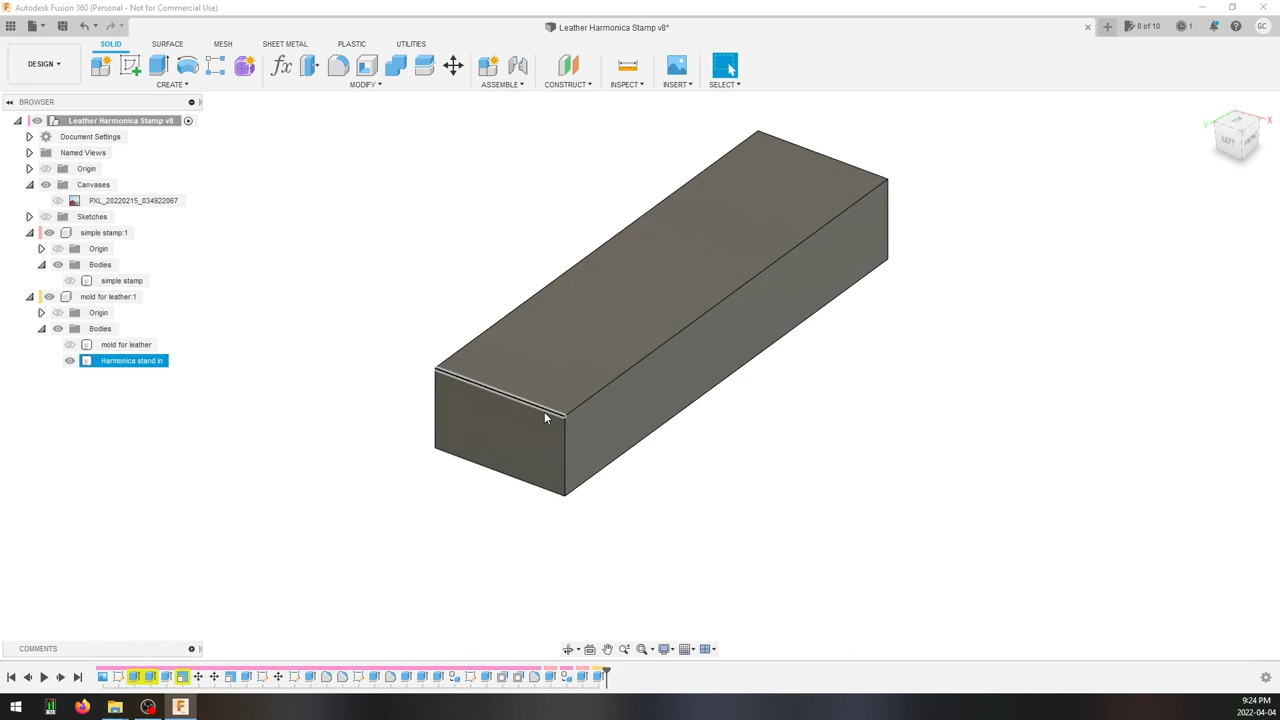 Autodesk Fusion 360 (Personal - Not for Commercial Use)
Leather Harmonica Stamp v8*
8 of 10
1
GC
DESIGN
SOLID
SURFACE
MESH
SHEET METAL
PLASTIC
UTILITIES
CREATE
MODIFY
ASSEMBLE
CONSTRUCT
INSPECT
INSERT
SELECT
BROWSER
Leather Harmonica Stamp v8
Document Settings
Named Views
Origin
Canvases
PXL_20220215_034922067
Sketches
simple stamp:1
Origin
Bodies
simple stamp
mold for leather:1
Origin
Bodies
mold for leather
Harmonica stand in
X
Y
LEFT
COMMENTS
9:24 PM
2022-04-04